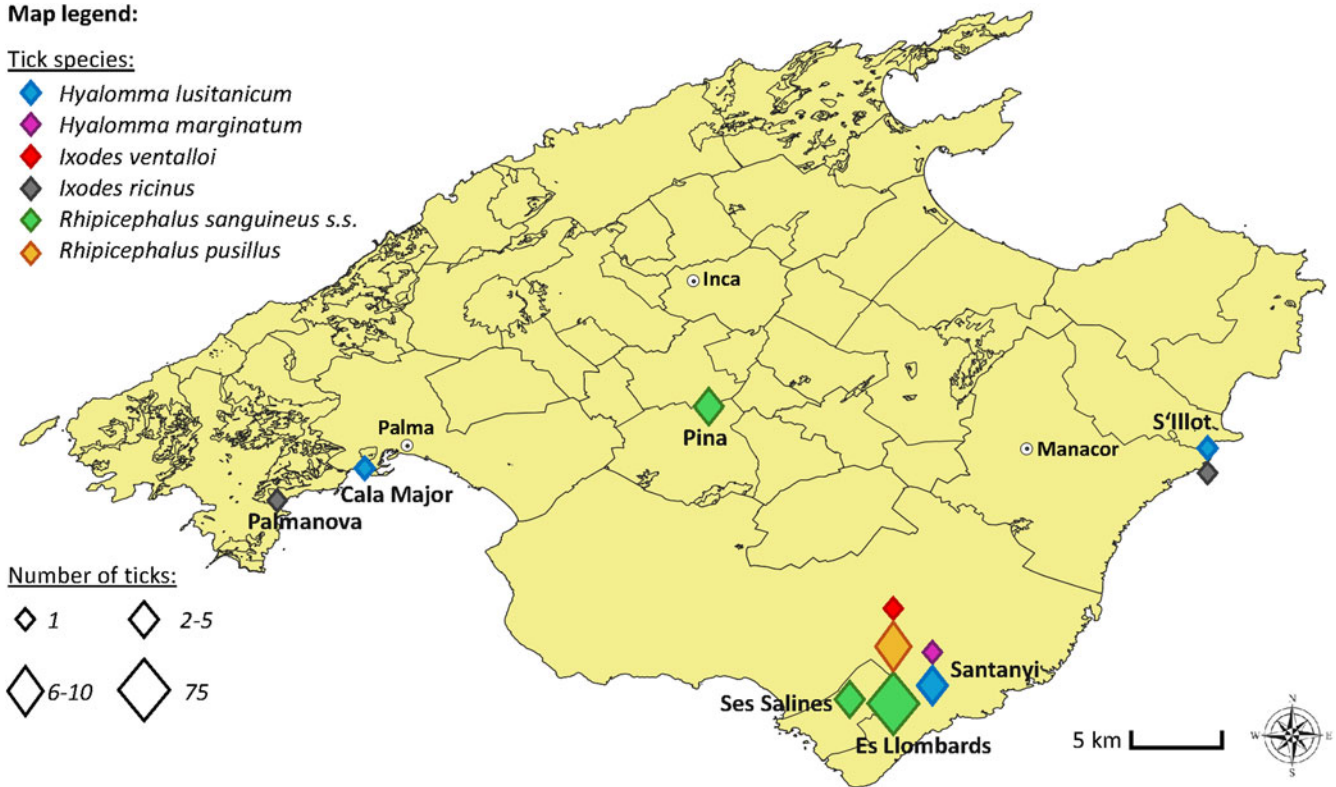 Map legend:
Tick species:
Hyalomma lusitanicum
Hyalomma marginatum
Ixodes ventalloi
Ixodes ricinus
Rhipicephalus sanguineus s.s.
Rhipicephalus pusillus
Inca
Palma
Pina
Manacor
S‘Illot
Cala Major
Palmanova
Number of ticks:
1
2-5
6-10
75
Santanyi
Ses Salines
Es Llombards
5 km
N
W
E
S